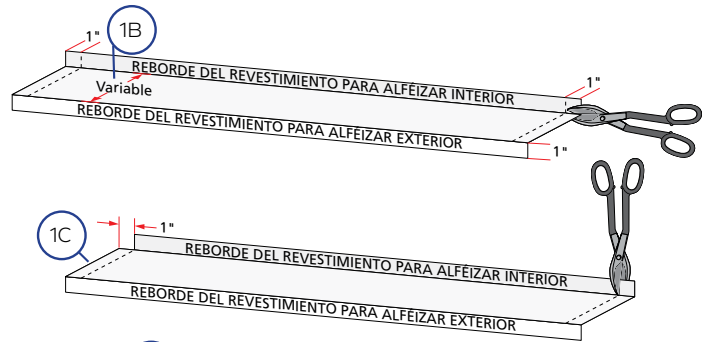 1"
1B
REBORDE DEL REVESTIMIENTO PARA ALFÉIZAR INTERIOR
1"
Variable
REBORDE DEL REVESTIMIENTO PARA ALFÉIZAR EXTERIOR
1"
1C
1"
REBORDE DEL REVESTIMIENTO PARA ALFÉIZAR INTERIOR
REBORDE DEL REVESTIMIENTO PARA ALFÉIZAR EXTERIOR